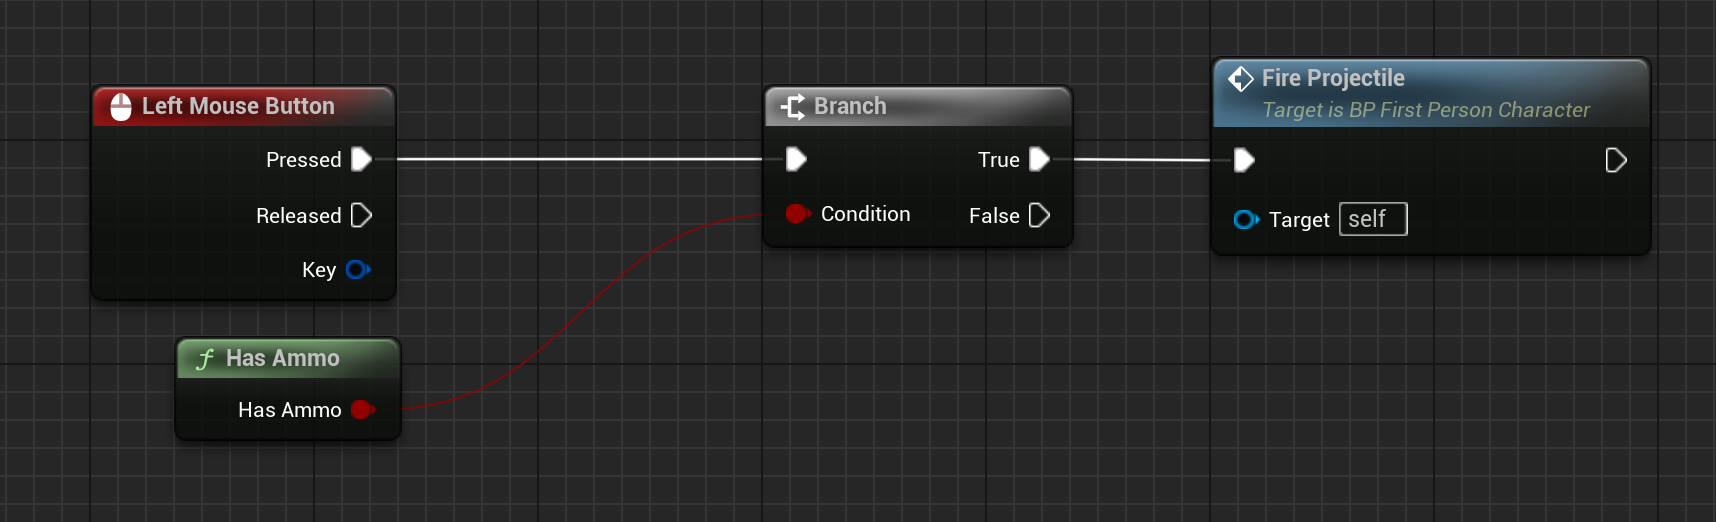 Left Mouse Button
Pressed
Released
Key
Has Ammo
Has Ammo
Branch
True
Condition
False
Fire Projectile
Target is BP First Person Character
Target self